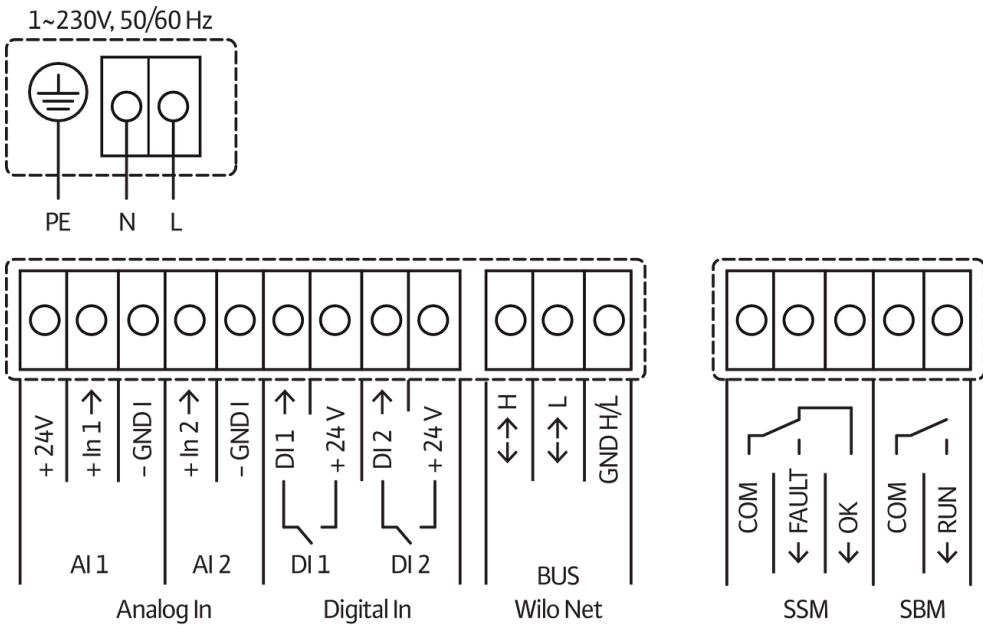 1~230V, 50/60 Hz
PE N L
+ 24V
+ In 1 →
- GND I
+ In 2 →
- GND I
DI 1 →
+ 24 V
DI 2 →
+ 24 V
↔ H
↔ L
GND H/L
COM
← FAULT
← OK
COM
← RUN
AI 1 AI 2 DI 1 DI 2 BUS
Analog In Digital In Wilo Net SSM SBM